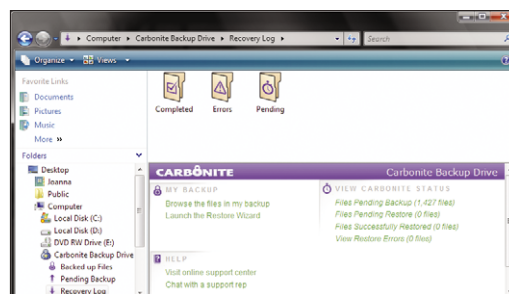 Computer Carbonite Backup Drive Recovery Log
Search
Organize Views
Favorite Links
Documents
Pictures
Music
More »
Folders
Desktop
Joanna
Public
Computer
Local Disk (C:)
Local Disk (D:)
DVD RW Drive (E:)
Carbonite Backup Drive
Backed up Files
Pending Backup
Recovery Log
Completed Errors Pending
CARBONITE Carbonite Backup Drive
MY BACKUP
Browse the files in my backup
Launch the Restore Wizard
VIEW CARBONITE STATUS
Files Pending Backup (1,427 files)
Files Pending Restore (0 files)
Files Successfully Restored (0 files)
View Restore Errors (0 files)
HELP
Visit online support center
Chat with a support rep